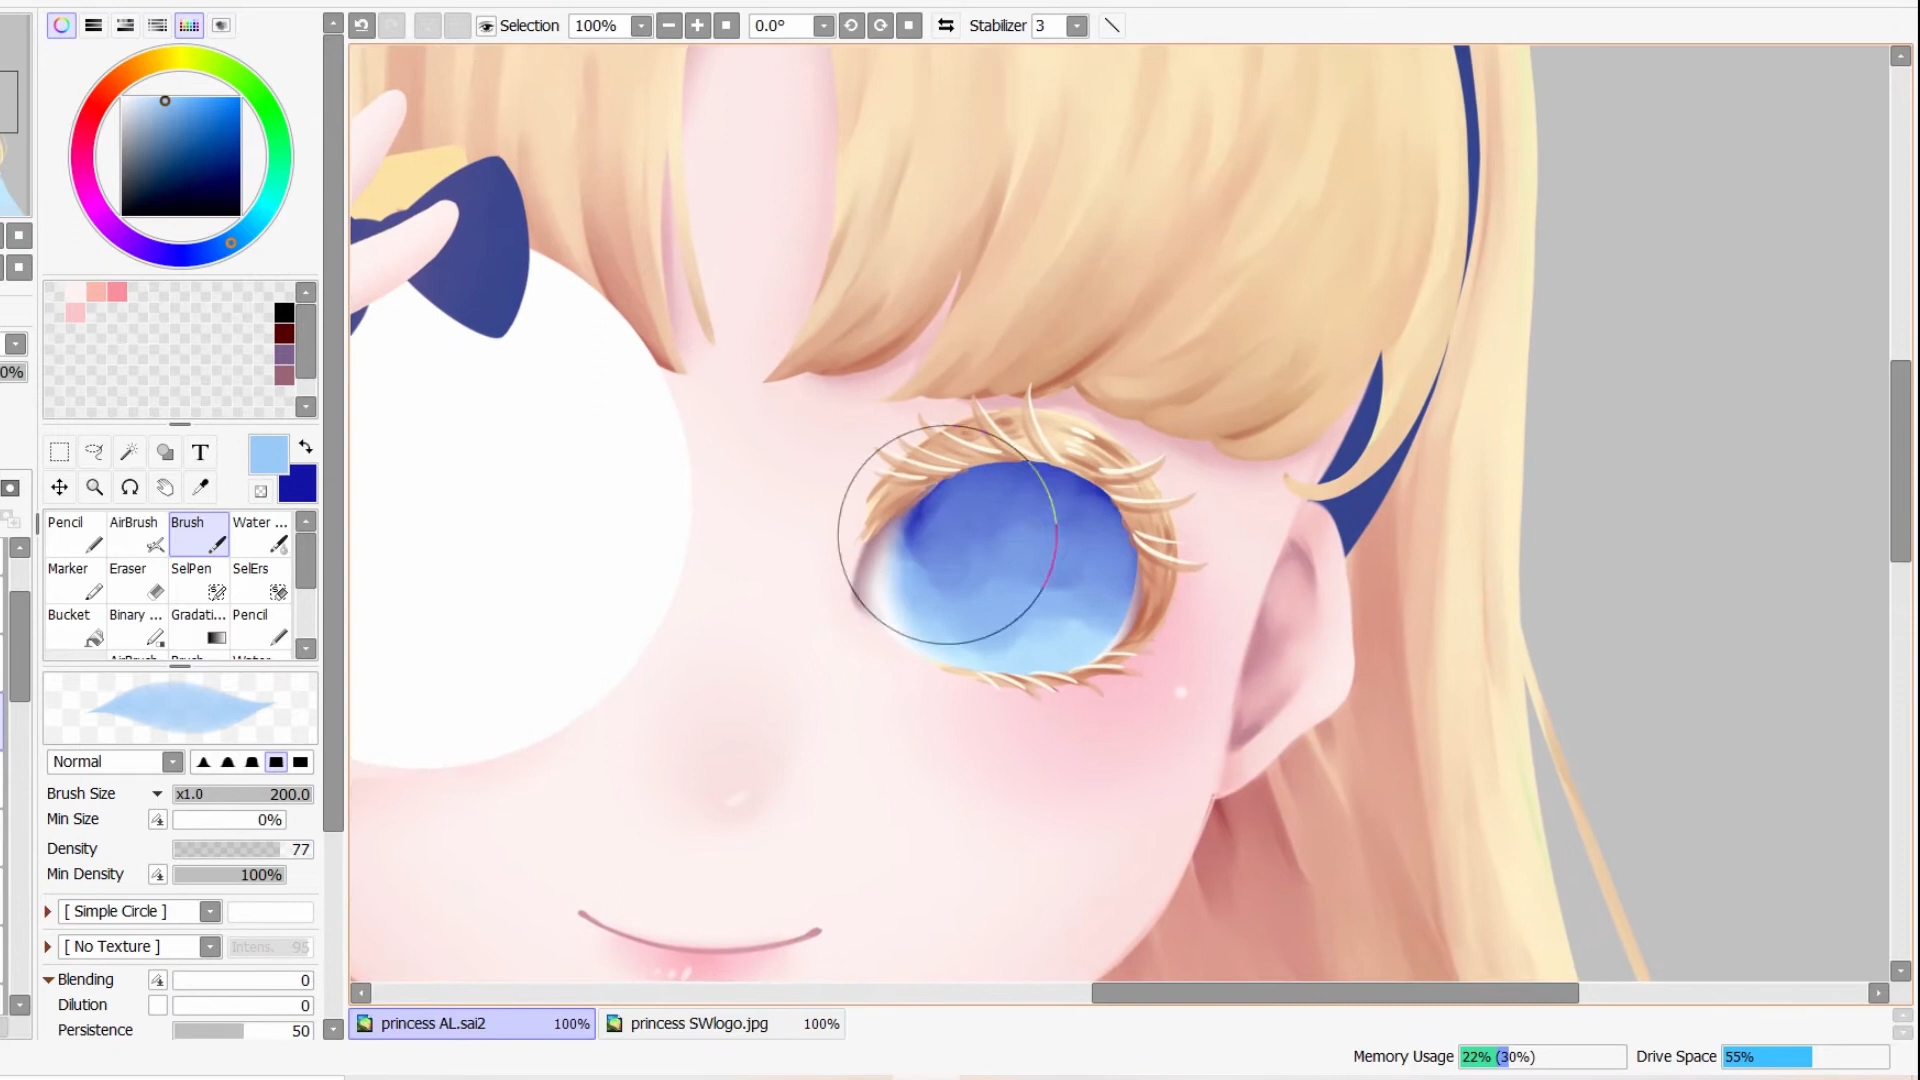 Selection 100% 0.0° Stabilizer 3
0%
T
Pencil AirBrush Brush Water ...
Marker Eraser SelPen SelErs
Bucket Binary ... Gradati... Pencil
Normal
Brush Size x1.0 200.0
Min Size 0%
Density 77
Min Density 100%
[ Simple Circle ]
[ No Texture ] Intens. 95
Blending 0
Dilution 0
Persistence 50
princess AL.sai2 100% princess SWlogo.jpg 100%
Memory Usage 22% (30%) Drive Space 55%